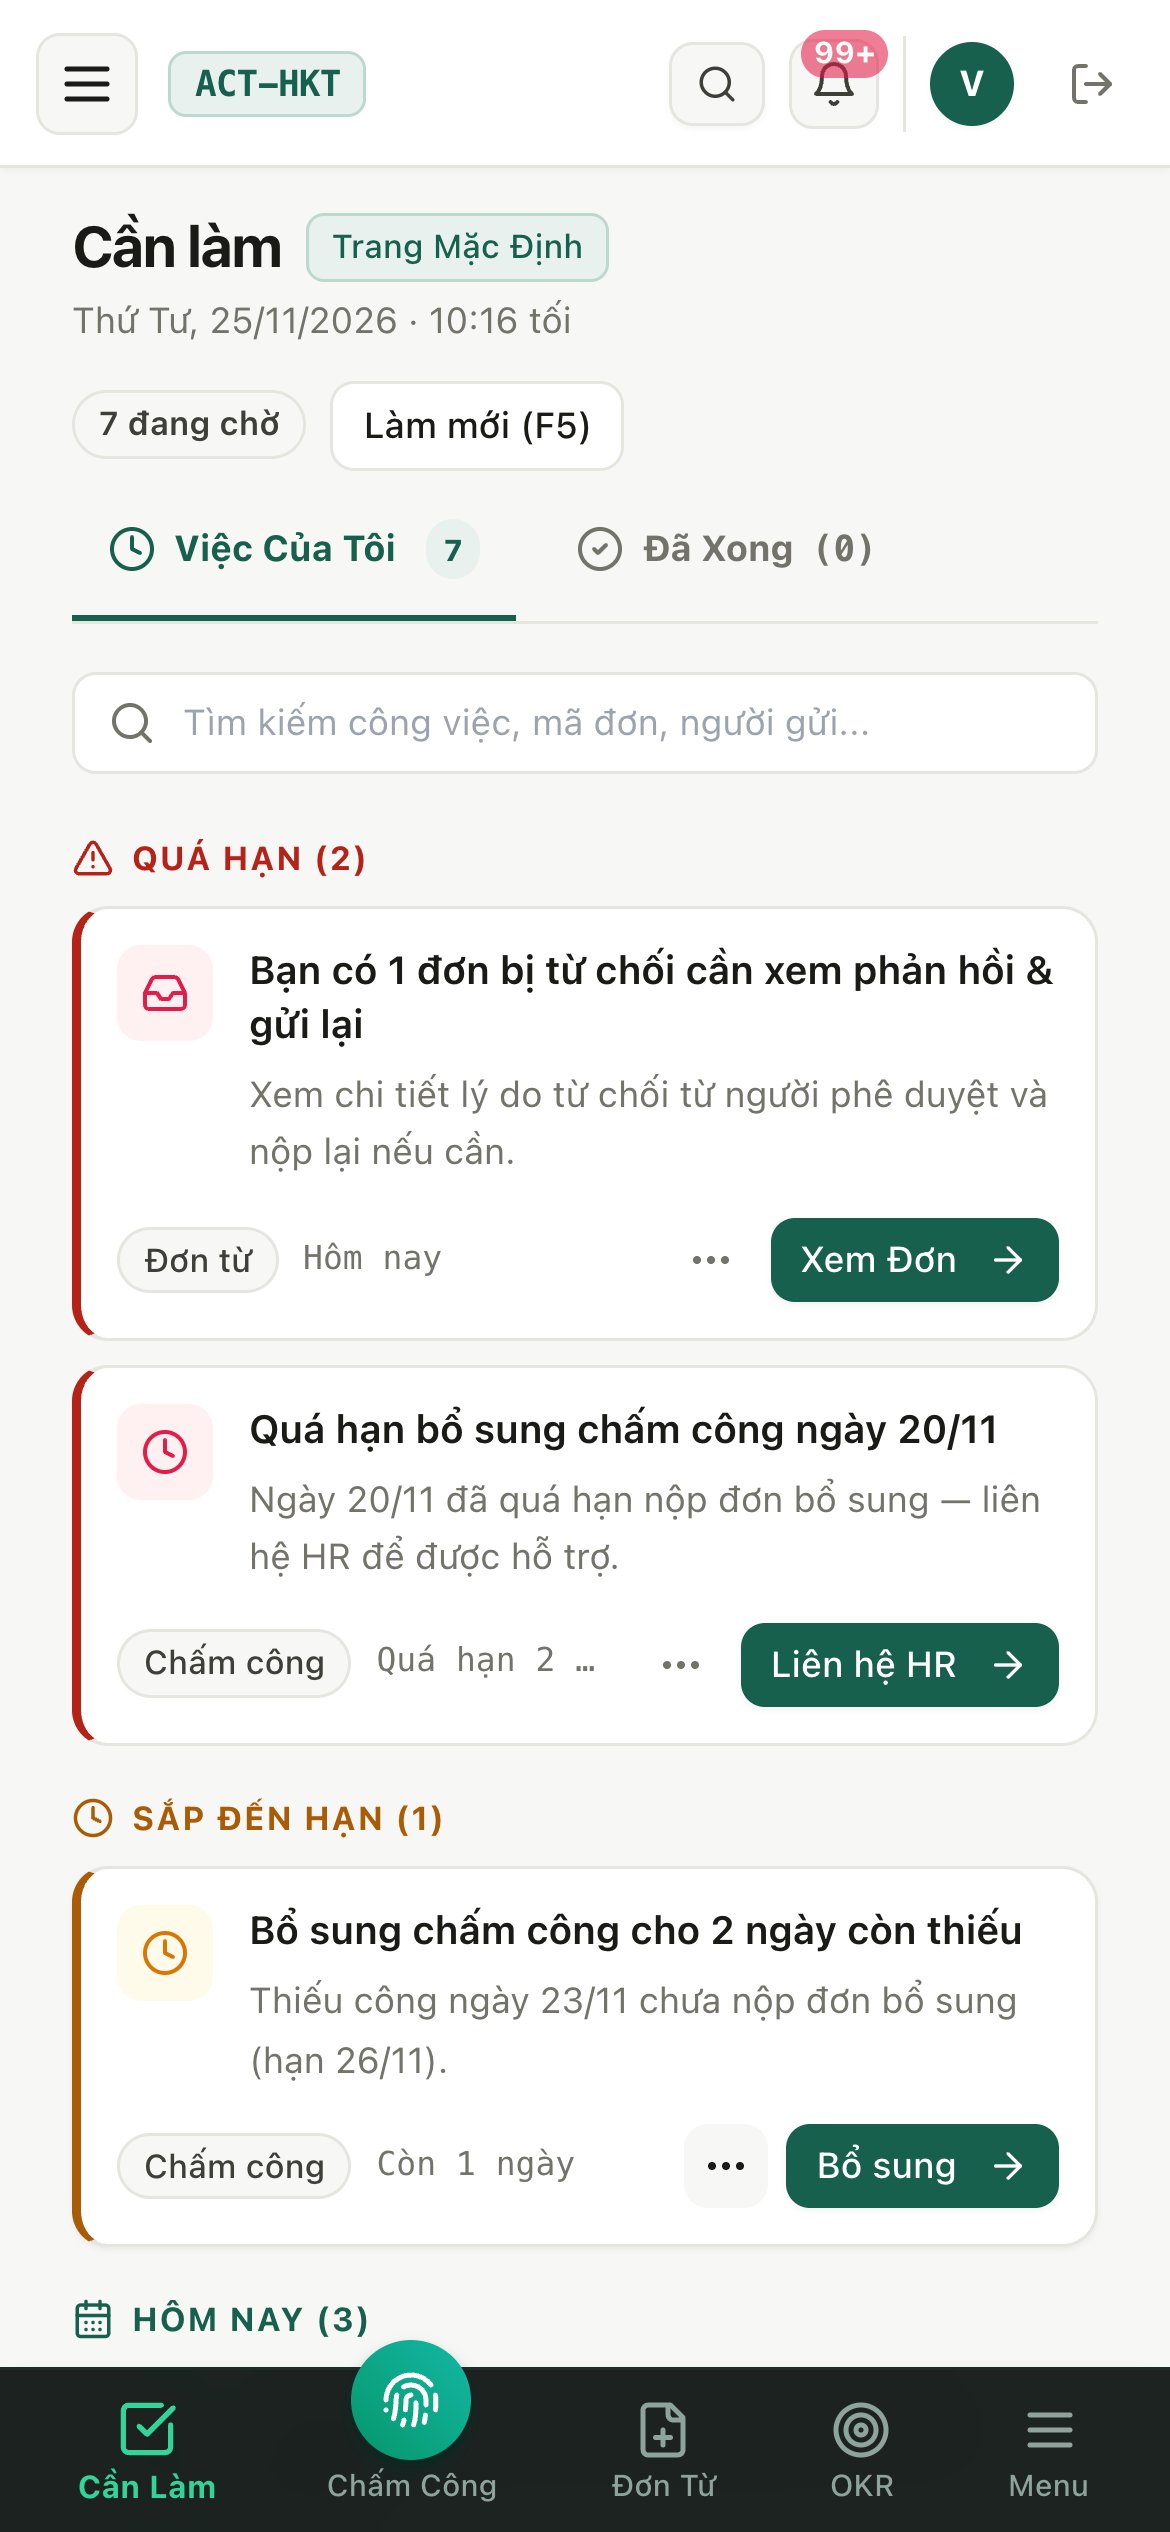 ACT–HKT
99+
V
Cần làm
Trang Mặc Định
Thứ Tư, 25/11/2026 · 10:16 tối
7 đang chờ
Làm mới (F5)
Việc Của Tôi 7
Đã Xong (0)
Tìm kiếm công việc, mã đơn, người gửi...
QUÁ HẠN (2)
Bạn có 1 đơn bị từ chối cần xem phản hồi &
gửi lại
Xem chi tiết lý do từ chối từ người phê duyệt và
nộp lại nếu cần.
Đơn từ
Hôm nay
Xem Đơn
Quá hạn bổ sung chấm công ngày 20/11
Ngày 20/11 đã quá hạn nộp đơn bổ sung — liên
hệ HR để được hỗ trợ.
Chấm công
Quá hạn 2 …
Liên hệ HR
SẮP ĐẾN HẠN (1)
Bổ sung chấm công cho 2 ngày còn thiếu
Thiếu công ngày 23/11 chưa nộp đơn bổ sung
(hạn 26/11).
Chấm công
Còn 1 ngày
Bổ sung
HÔM NAY (3)
Cần Làm
Chấm Công
Đơn Từ
OKR
Menu